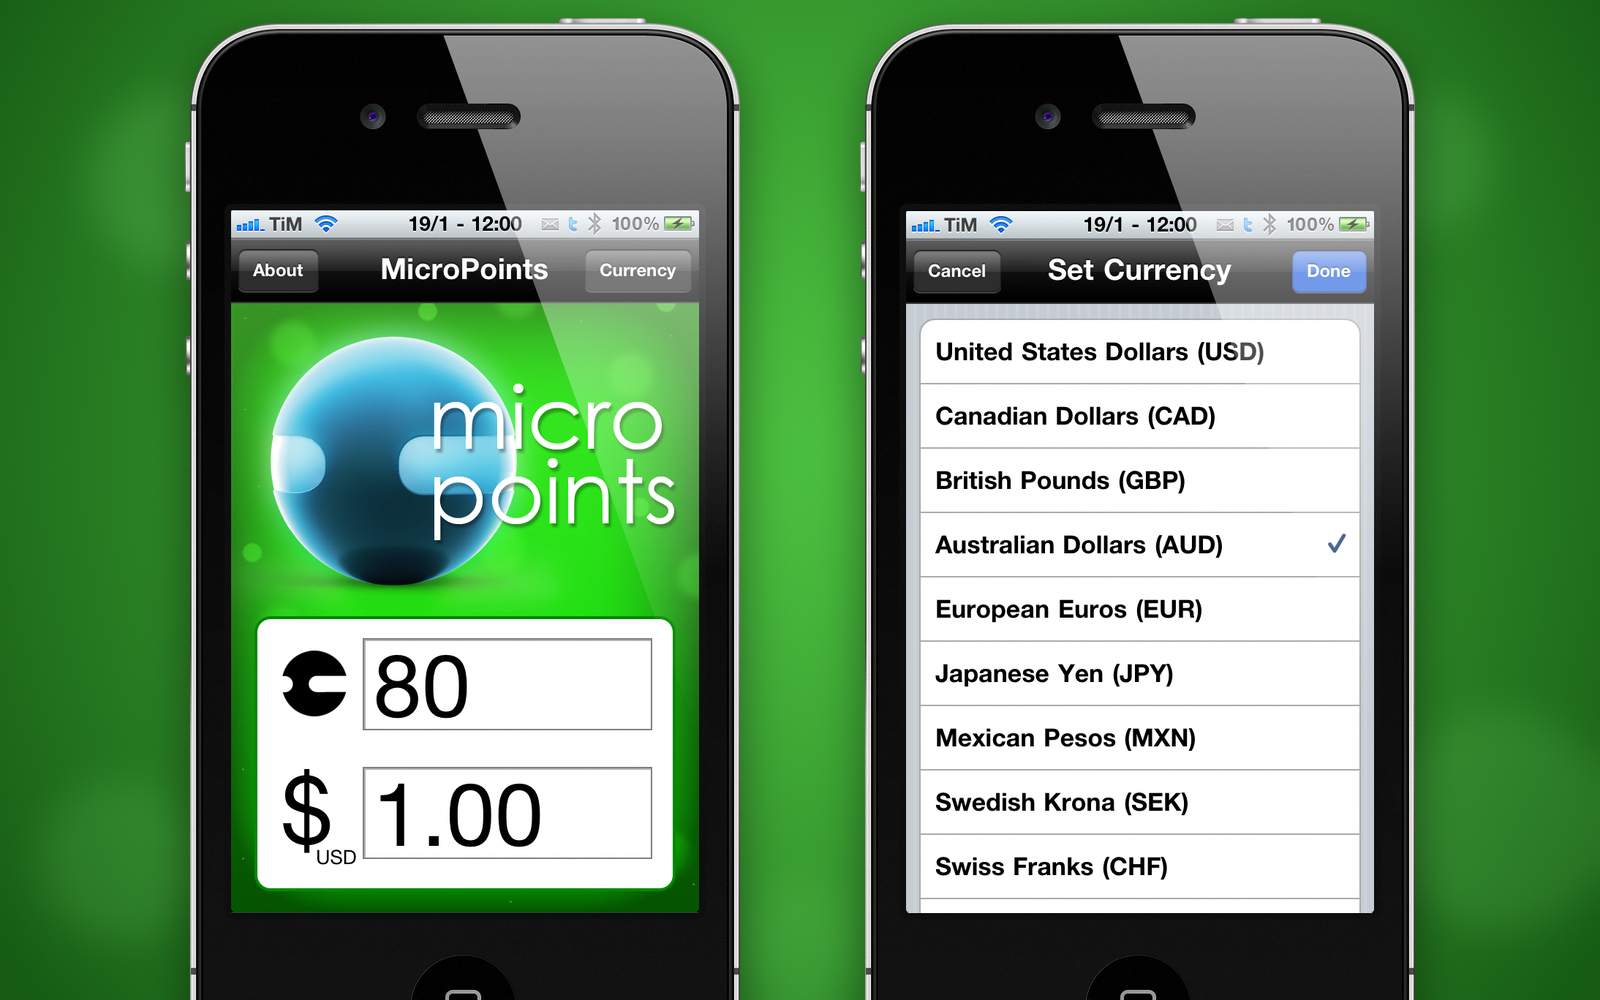 TiM 19/1 - 12:00 100%
About MicroPoints Currency
micro
points
80
$ USD 1.00
TiM 19/1 - 12:00 100%
Cancel Set Currency Done
United States Dollars (USD)
Canadian Dollars (CAD)
British Pounds (GBP)
Australian Dollars (AUD)
European Euros (EUR)
Japanese Yen (JPY)
Mexican Pesos (MXN)
Swedish Krona (SEK)
Swiss Franks (CHF)